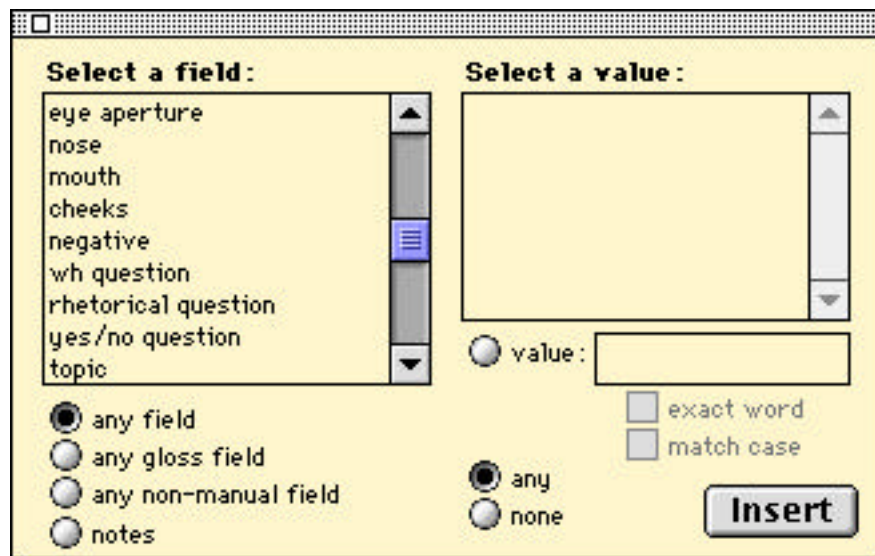 Select a field:
eye aperture
nose
mouth
cheeks
negative
wh question
rhetorical question
yes/no question
topic
any field
any gloss field
any non-manual field
notes
Select a value:
value:
exact word
match case
any
none
Insert